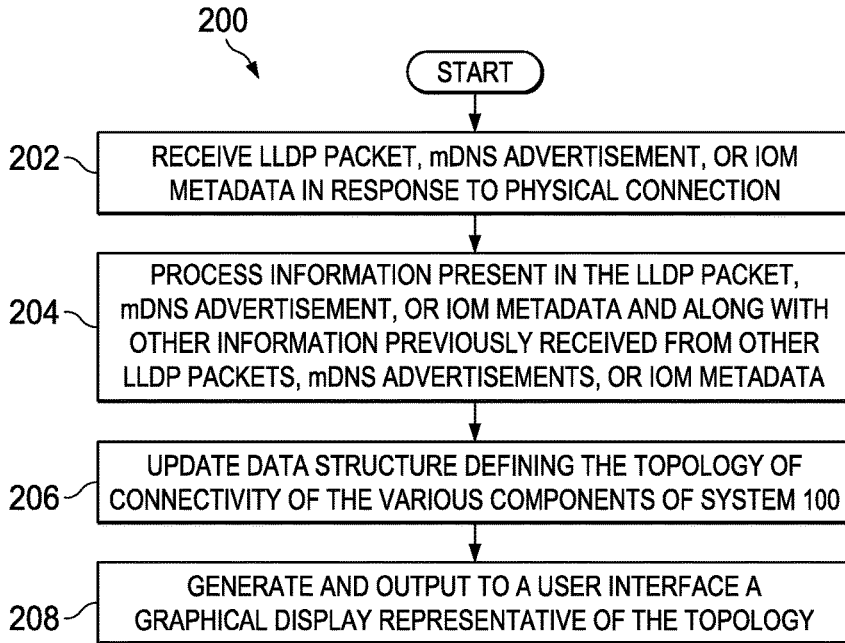 200
START
202
RECEIVE LLDP PACKET, mDNS ADVERTISEMENT, OR IOM
METADATA IN RESPONSE TO PHYSICAL CONNECTION
204
PROCESS INFORMATION PRESENT IN THE LLDP PACKET,
mDNS ADVERTISEMENT, OR IOM METADATA AND ALONG WITH
OTHER INFORMATION PREVIOUSLY RECEIVED FROM OTHER
LLDP PACKETS, mDNS ADVERTISEMENTS, OR IOM METADATA
206
UPDATE DATA STRUCTURE DEFINING THE TOPOLOGY OF
CONNECTIVITY OF THE VARIOUS COMPONENTS OF SYSTEM 100
208
GENERATE AND OUTPUT TO A USER INTERFACE A
GRAPHICAL DISPLAY REPRESENTATIVE OF THE TOPOLOGY